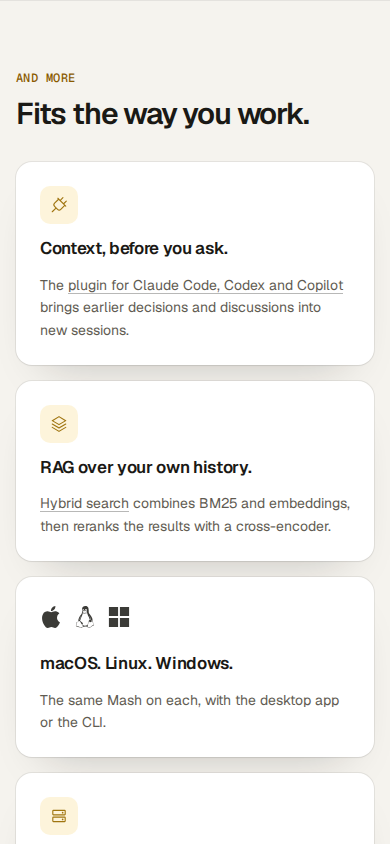 AND MORE
Fits the way you work.
Context, before you ask.
The plugin for Claude Code, Codex and Copilot
brings earlier decisions and discussions into
new sessions.
RAG over your own history.
Hybrid search combines BM25 and embeddings,
then reranks the results with a cross-encoder.
macOS. Linux. Windows.
The same Mash on each, with the desktop app
or the CLI.